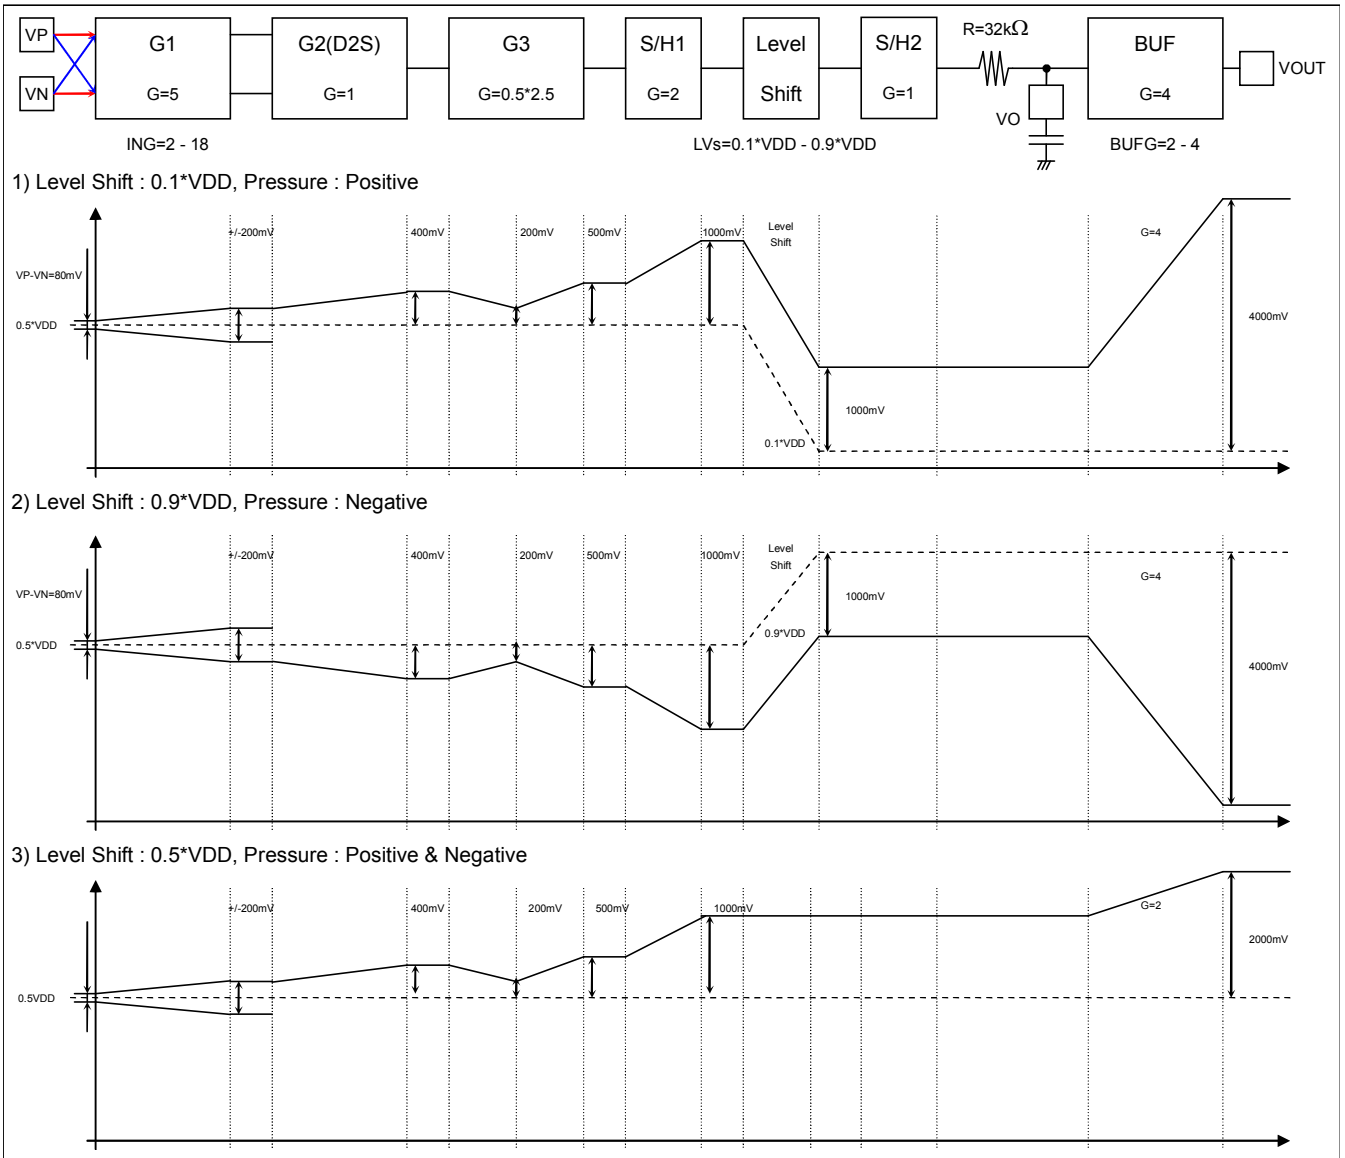 VP
VN
G1
G=5
G2(D2S)
G=1
G3
G=0.5*2.5
S/H1
G=2
Level
Shift
S/H2
G=1
R=32kΩ
VO
BUF
G=4
VOUT
ING=2 - 18
LVs=0.1*VDD - 0.9*VDD
BUFG=2 - 4
1) Level Shift : 0.1*VDD, Pressure : Positive
+/-200mV
400mV
200mV
500mV
1000mV
Level
Shift
G=4
VP-VN=80mV
0.5*VDD
4000mV
1000mV
0.1*VDD
2) Level Shift : 0.9*VDD, Pressure : Negative
+/-200mV
400mV
200mV
500mV
1000mV
Level
Shift
G=4
VP-VN=80mV
1000mV
0.5*VDD
0.9*VDD
4000mV
3) Level Shift : 0.5*VDD, Pressure : Positive & Negative
+/-200mV
400mV
200mV
500mV
1000mV
G=2
2000mV
0.5VDD